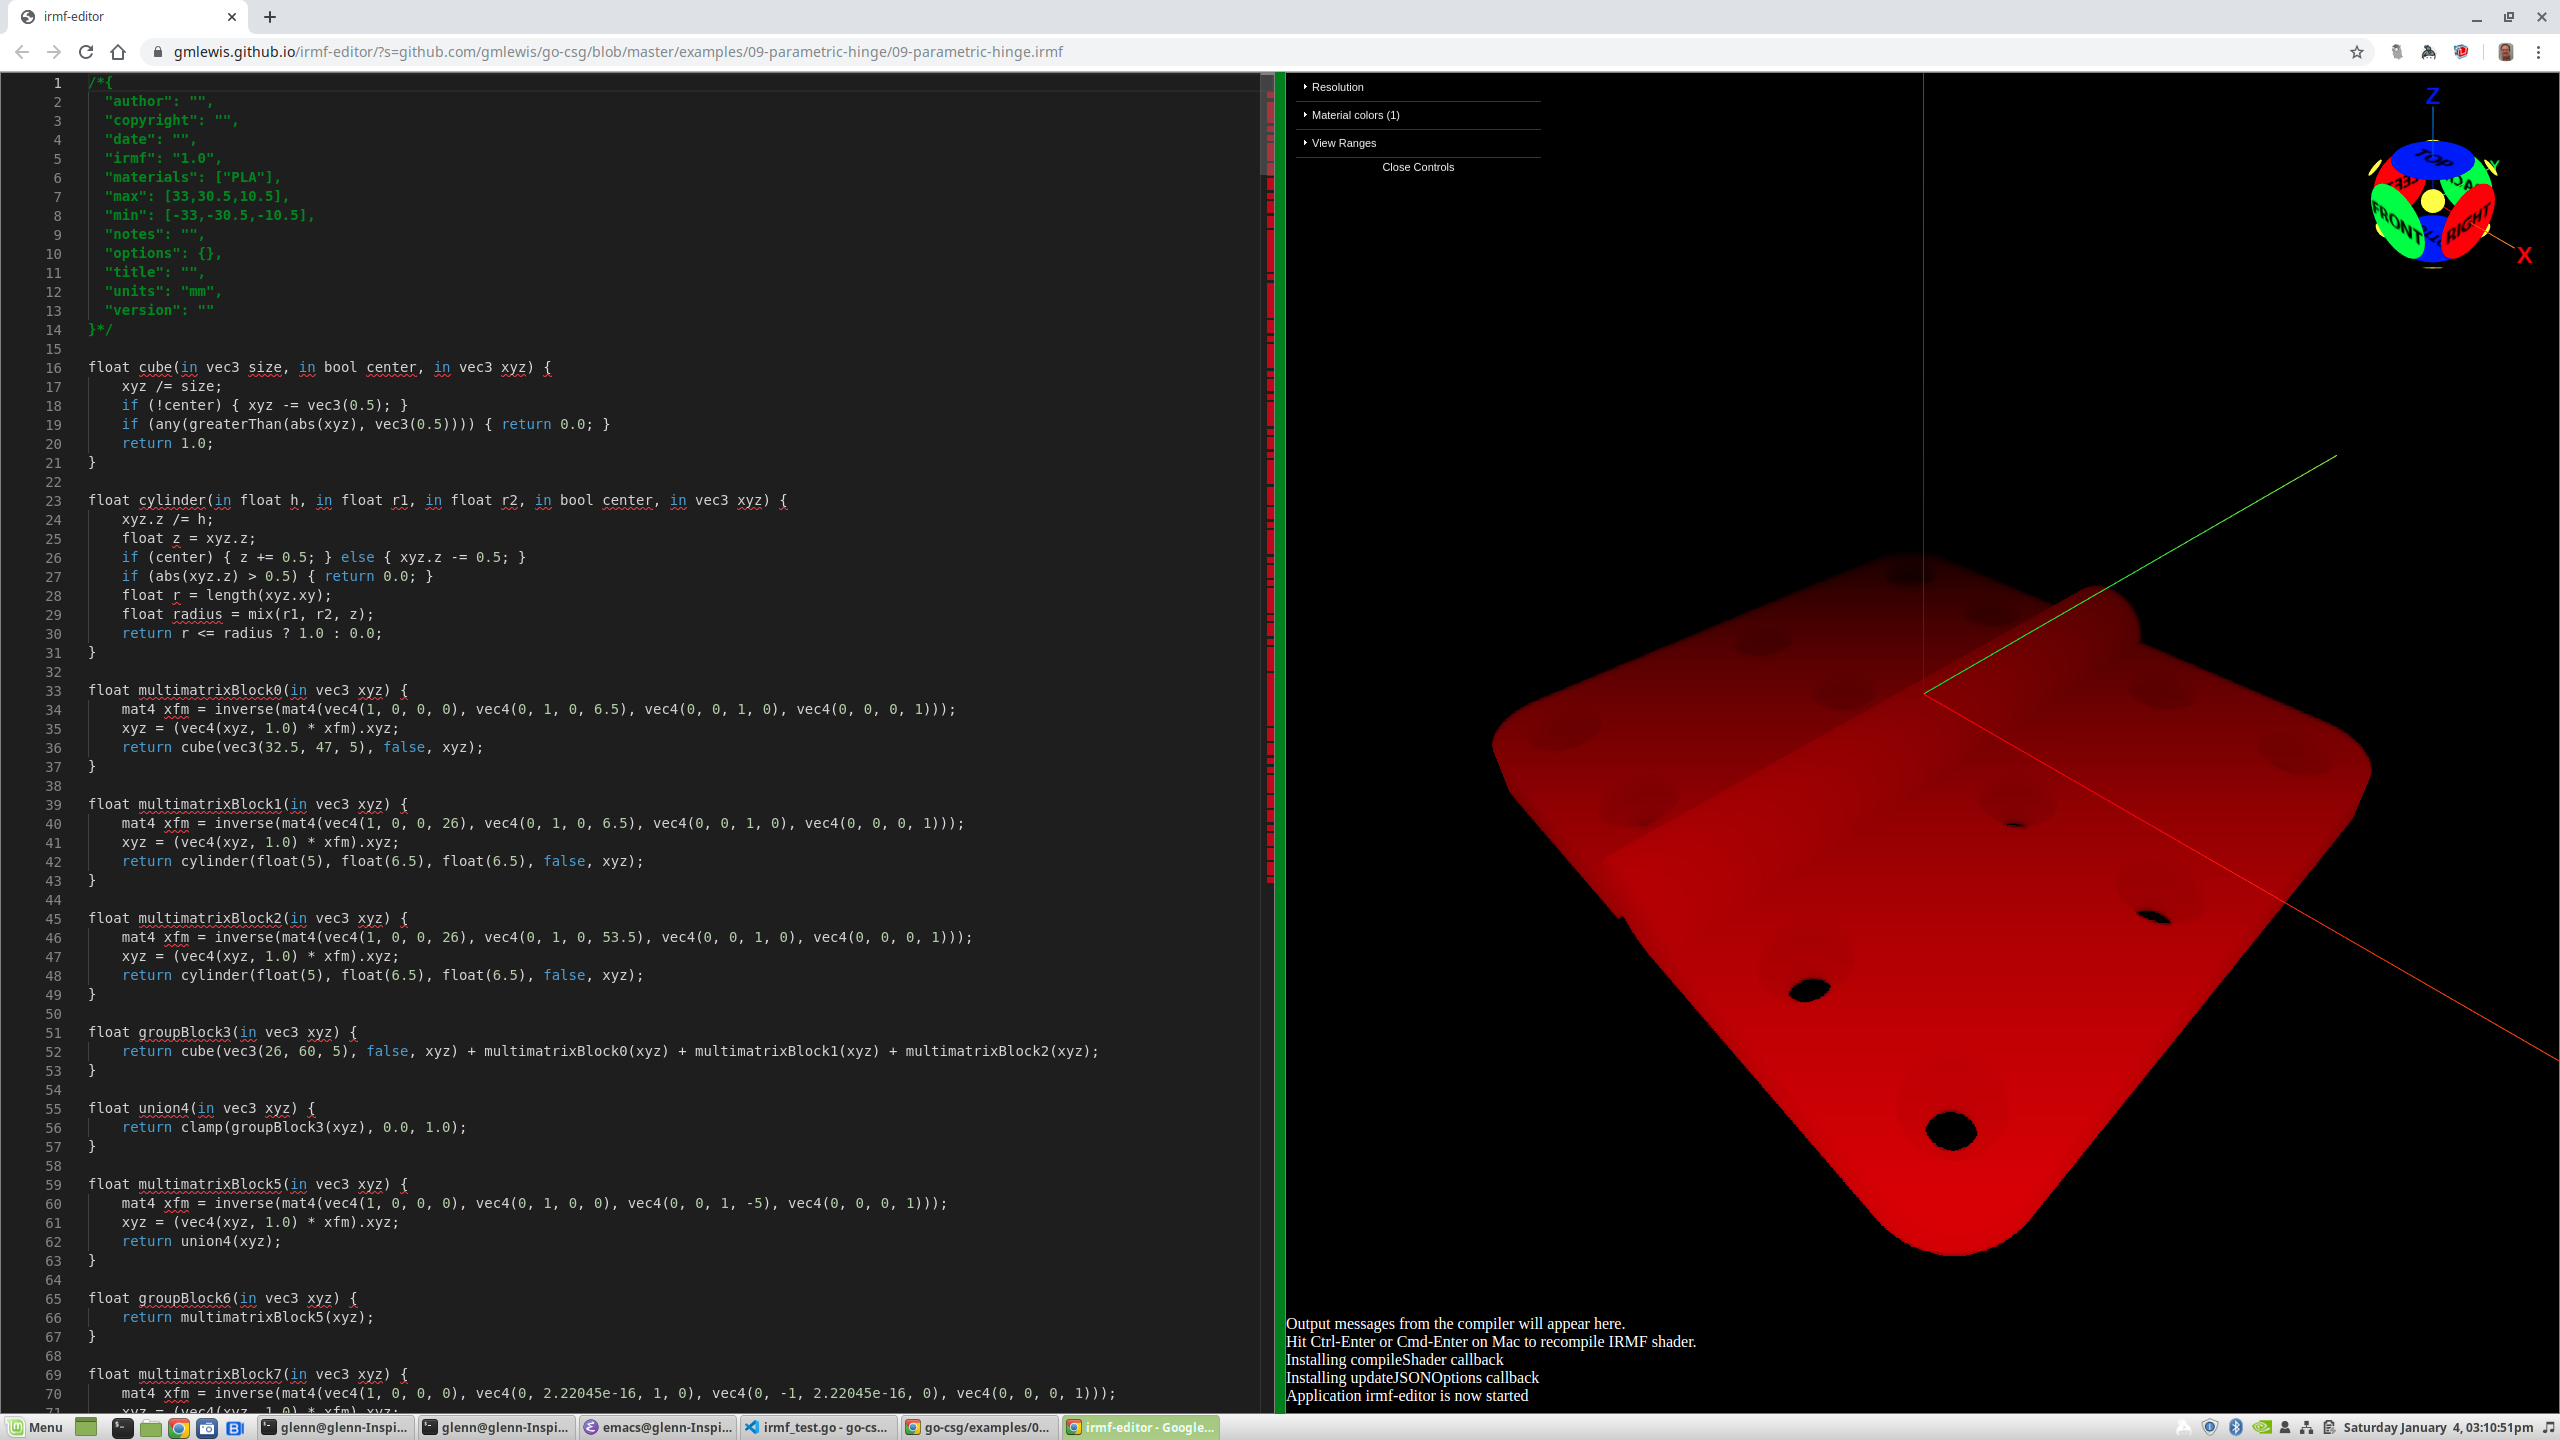 irmf-editor
gmlewis.github.io/irmf-editor/?s=github.com/gmlewis/go-csg/blob/master/examples/09-parametric-hinge/09-parametric-hinge.irmf
1 /*{
2 "author": "",
3 "copyright": "",
4 "date": "",
5 "irmf": "1.0",
6 "materials": ["PLA"],
7 "max": [33,30.5,10.5],
8 "min": [-33,-30.5,-10.5],
9 "notes": "",
10 "options": {},
11 "title": "",
12 "units": "mm",
13 "version": ""
14 }*/
15
16 float cube(in vec3 size, in bool center, in vec3 xyz) {
17 xyz /= size;
18 if (!center) { xyz -= vec3(0.5); }
19 if (any(greaterThan(abs(xyz), vec3(0.5)))) { return 0.0; }
20 return 1.0;
21 }
22
23 float cylinder(in float h, in float r1, in float r2, in bool center, in vec3 xyz) {
24 xyz.z /= h;
25 float z = xyz.z;
26 if (center) { z += 0.5; } else { xyz.z -= 0.5; }
27 if (abs(xyz.z) > 0.5) { return 0.0; }
28 float r = length(xyz.xy);
29 float radius = mix(r1, r2, z);
30 return r <= radius ? 1.0 : 0.0;
31 }
32
33 float multimatrixBlock0(in vec3 xyz) {
34 mat4 xfm = inverse(mat4(vec4(1, 0, 0, 0), vec4(0, 1, 0, 6.5), vec4(0, 0, 1, 0), vec4(0, 0, 0, 1)));
35 xyz = (vec4(xyz, 1.0) * xfm).xyz;
36 return cube(vec3(32.5, 47, 5), false, xyz);
37 }
38
39 float multimatrixBlock1(in vec3 xyz) {
40 mat4 xfm = inverse(mat4(vec4(1, 0, 0, 26), vec4(0, 1, 0, 6.5), vec4(0, 0, 1, 0), vec4(0, 0, 0, 1)));
41 xyz = (vec4(xyz, 1.0) * xfm).xyz;
42 return cylinder(float(5), float(6.5), float(6.5), false, xyz);
43 }
44
45 float multimatrixBlock2(in vec3 xyz) {
46 mat4 xfm = inverse(mat4(vec4(1, 0, 0, 26), vec4(0, 1, 0, 53.5), vec4(0, 0, 1, 0), vec4(0, 0, 0, 1)));
47 xyz = (vec4(xyz, 1.0) * xfm).xyz;
48 return cylinder(float(5), float(6.5), float(6.5), false, xyz);
49 }
50
51 float groupBlock3(in vec3 xyz) {
52 return cube(vec3(26, 60, 5), false, xyz) + multimatrixBlock0(xyz) + multimatrixBlock1(xyz) + multimatrixBlock2(xyz);
53 }
54
55 float union4(in vec3 xyz) {
56 return clamp(groupBlock3(xyz), 0.0, 1.0);
57 }
58
59 float multimatrixBlock5(in vec3 xyz) {
60 mat4 xfm = inverse(mat4(vec4(1, 0, 0, 0), vec4(0, 1, 0, 0), vec4(0, 0, 1, -5), vec4(0, 0, 0, 1)));
61 xyz = (vec4(xyz, 1.0) * xfm).xyz;
62 return union4(xyz);
63 }
64
65 float groupBlock6(in vec3 xyz) {
66 return multimatrixBlock5(xyz);
67 }
68
69 float multimatrixBlock7(in vec3 xyz) {
70 mat4 xfm = inverse(mat4(vec4(1, 0, 0, 0), vec4(0, 2.22045e-16, 1, 0), vec4(0, -1, 2.22045e-16, 0), vec4(0, 0, 0, 1)));
71 xyz = (vec4(xyz, 1.0) * xfm).xyz;
Resolution
Material colors (1)
View Ranges
Close Controls
Z
TOP
Y
FRONT
RIGHT
X
Output messages from the compiler will appear here.
Hit Ctrl-Enter or Cmd-Enter on Mac to recompile IRMF shader.
Installing compileShader callback
Installing updateJSONOptions callback
Application irmf-editor is now started
Menu
glenn@glenn-Inspi...
glenn@glenn-Inspi...
emacs@glenn-Inspi...
irmf_test.go - go-cs...
go-csg/examples/0...
irmf-editor - Google...
Saturday January 4, 03:10:51pm